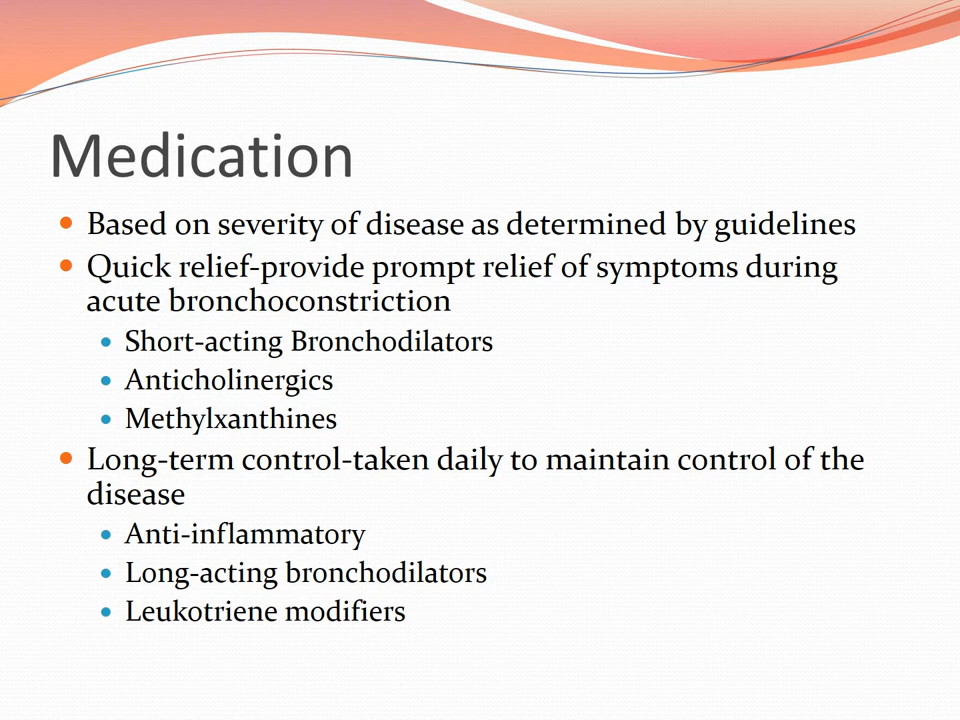 Medication
Based on severity of disease as determined by guidelines
Quick relief-provide prompt relief of symptoms during
acute bronchoconstriction
Short-acting Bronchodilators
Anticholinergics
Methylxanthines
Long-term control-taken daily to maintain control of the
disease
Anti-inflammatory
Long-acting bronchodilators
Leukotriene modifiers